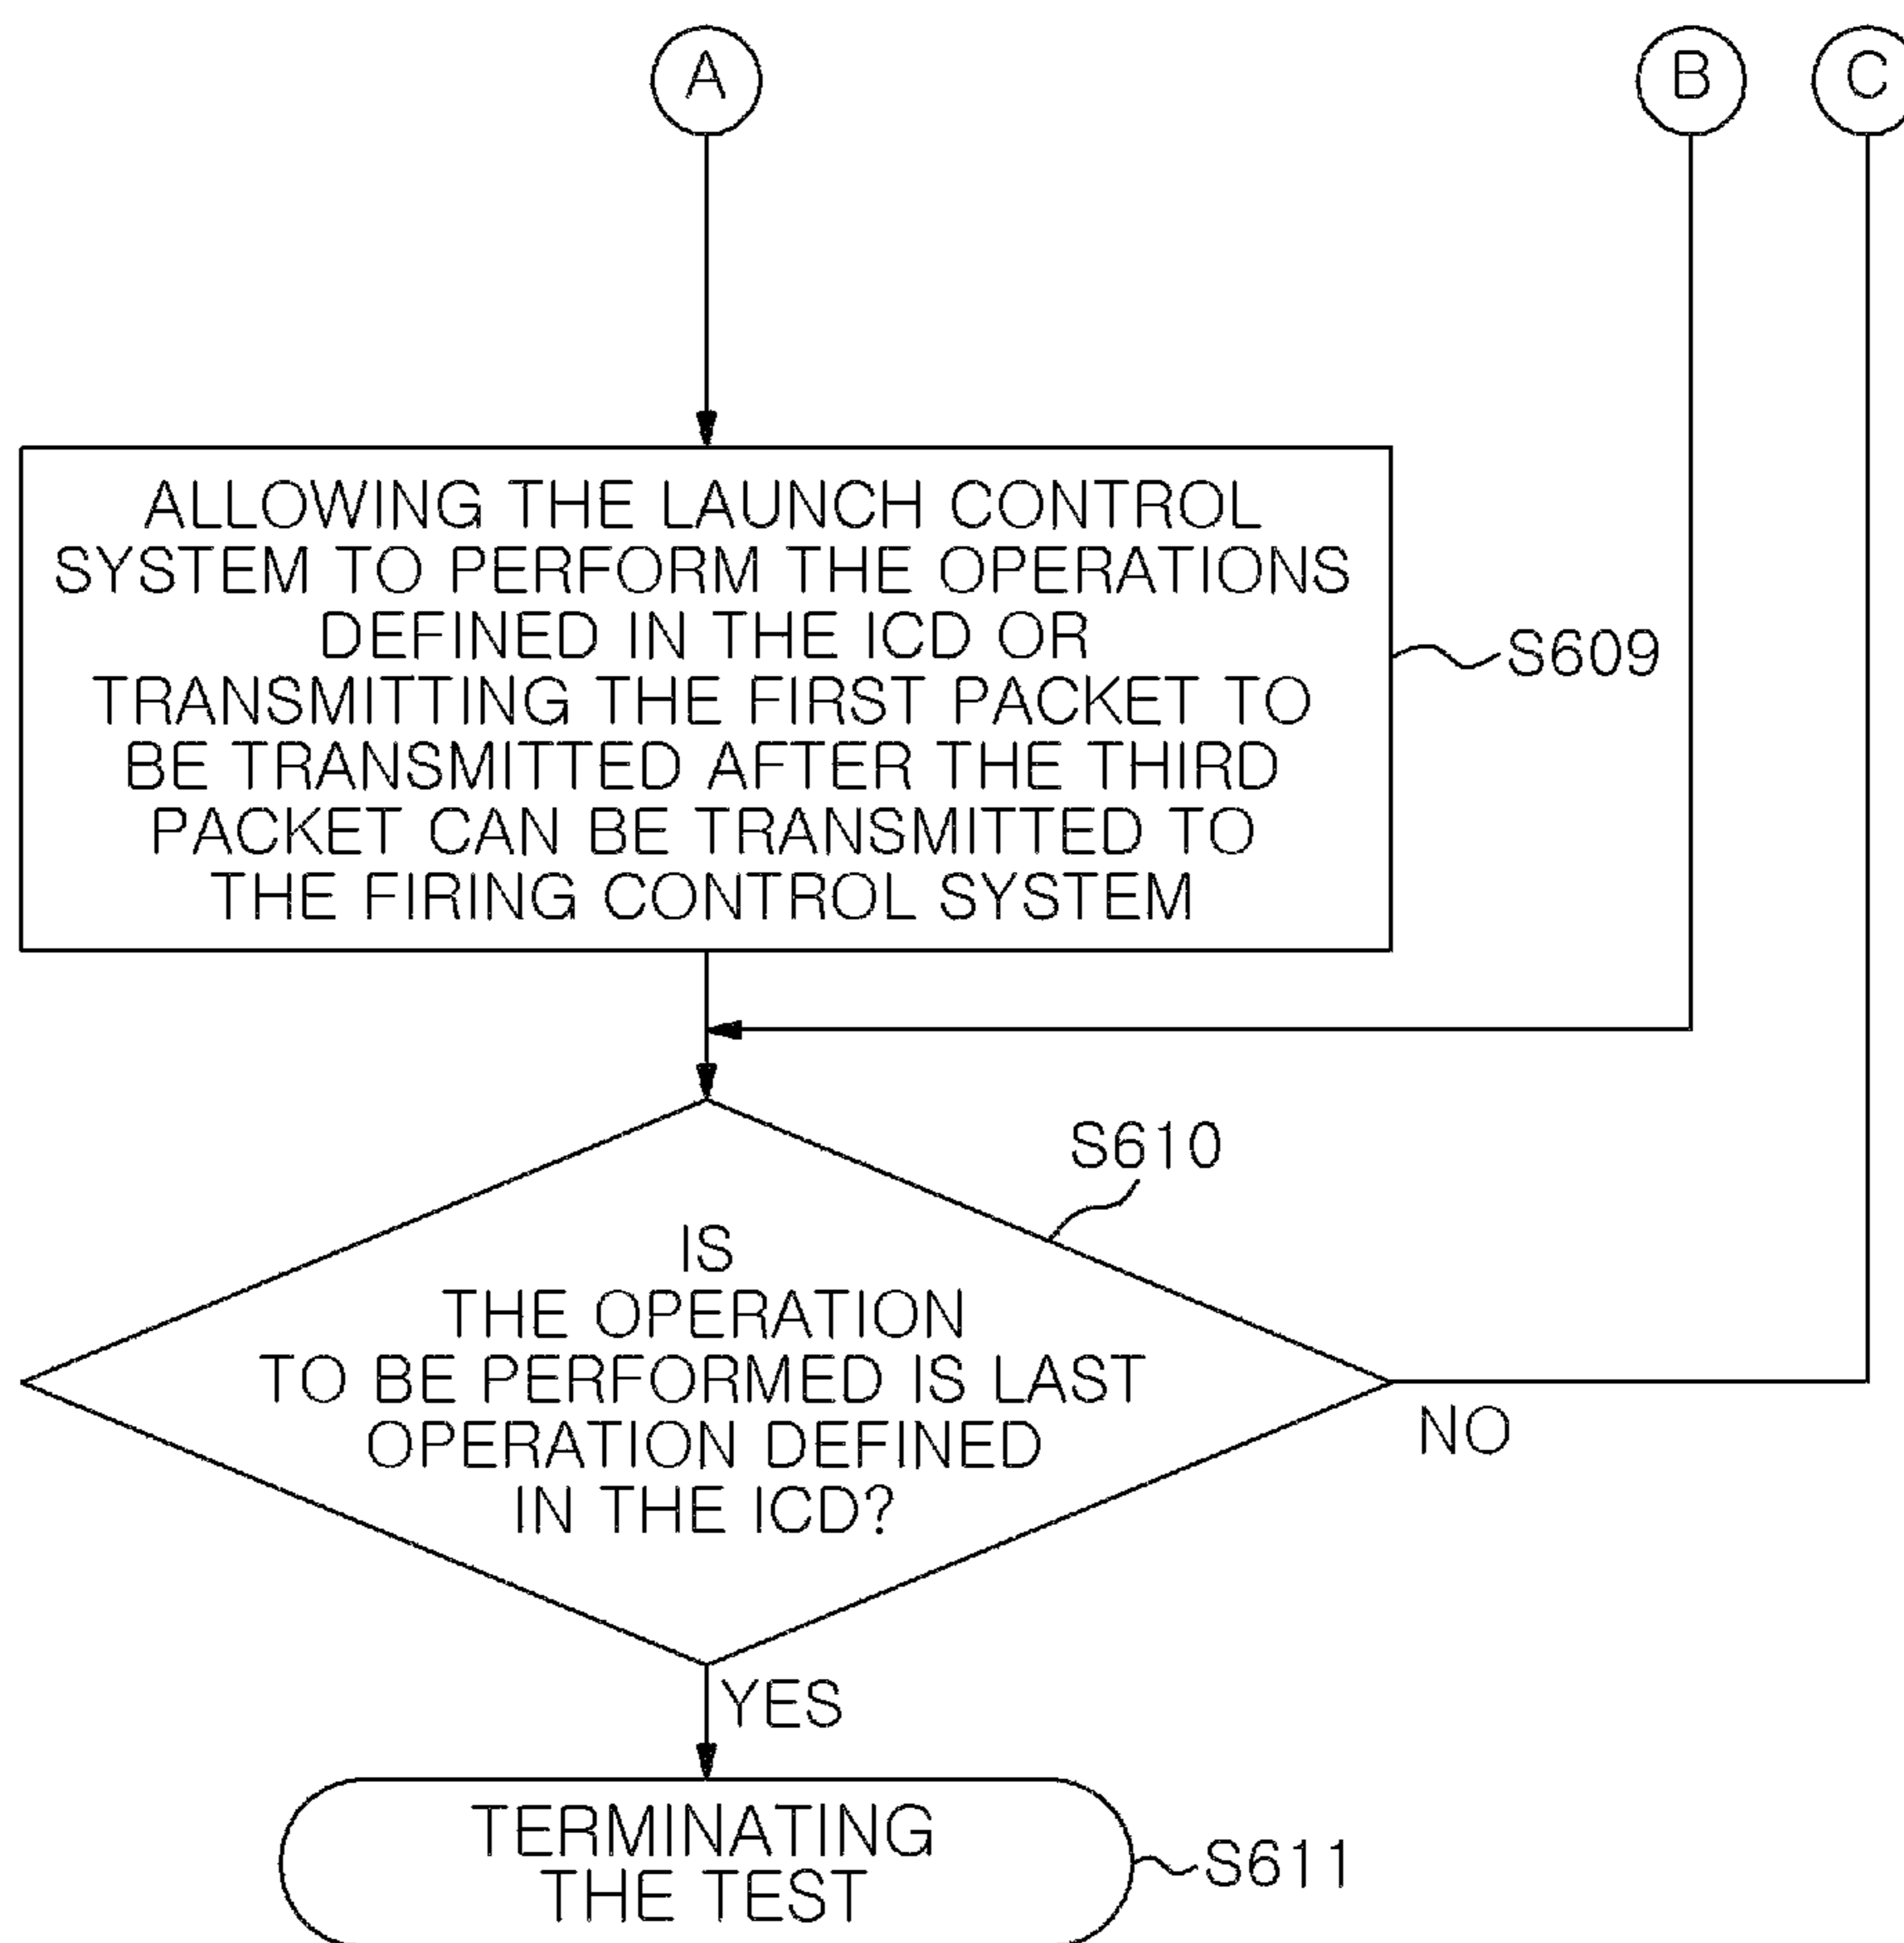 A
B
C
ALLOWING THE LAUNCH CONTROL
SYSTEM TO PERFORM THE OPERATIONS
DEFINED IN THE ICD OR
TRANSMITTING THE FIRST PACKET TO
BE TRANSMITTED AFTER THE THIRD
PACKET CAN BE TRANSMITTED TO
THE FIRING CONTROL SYSTEM
S609
S610
IS
THE OPERATION
TO BE PERFORMED IS LAST
OPERATION DEFINED
IN THE ICD?
NO
YES
TERMINATING
THE TEST
S611